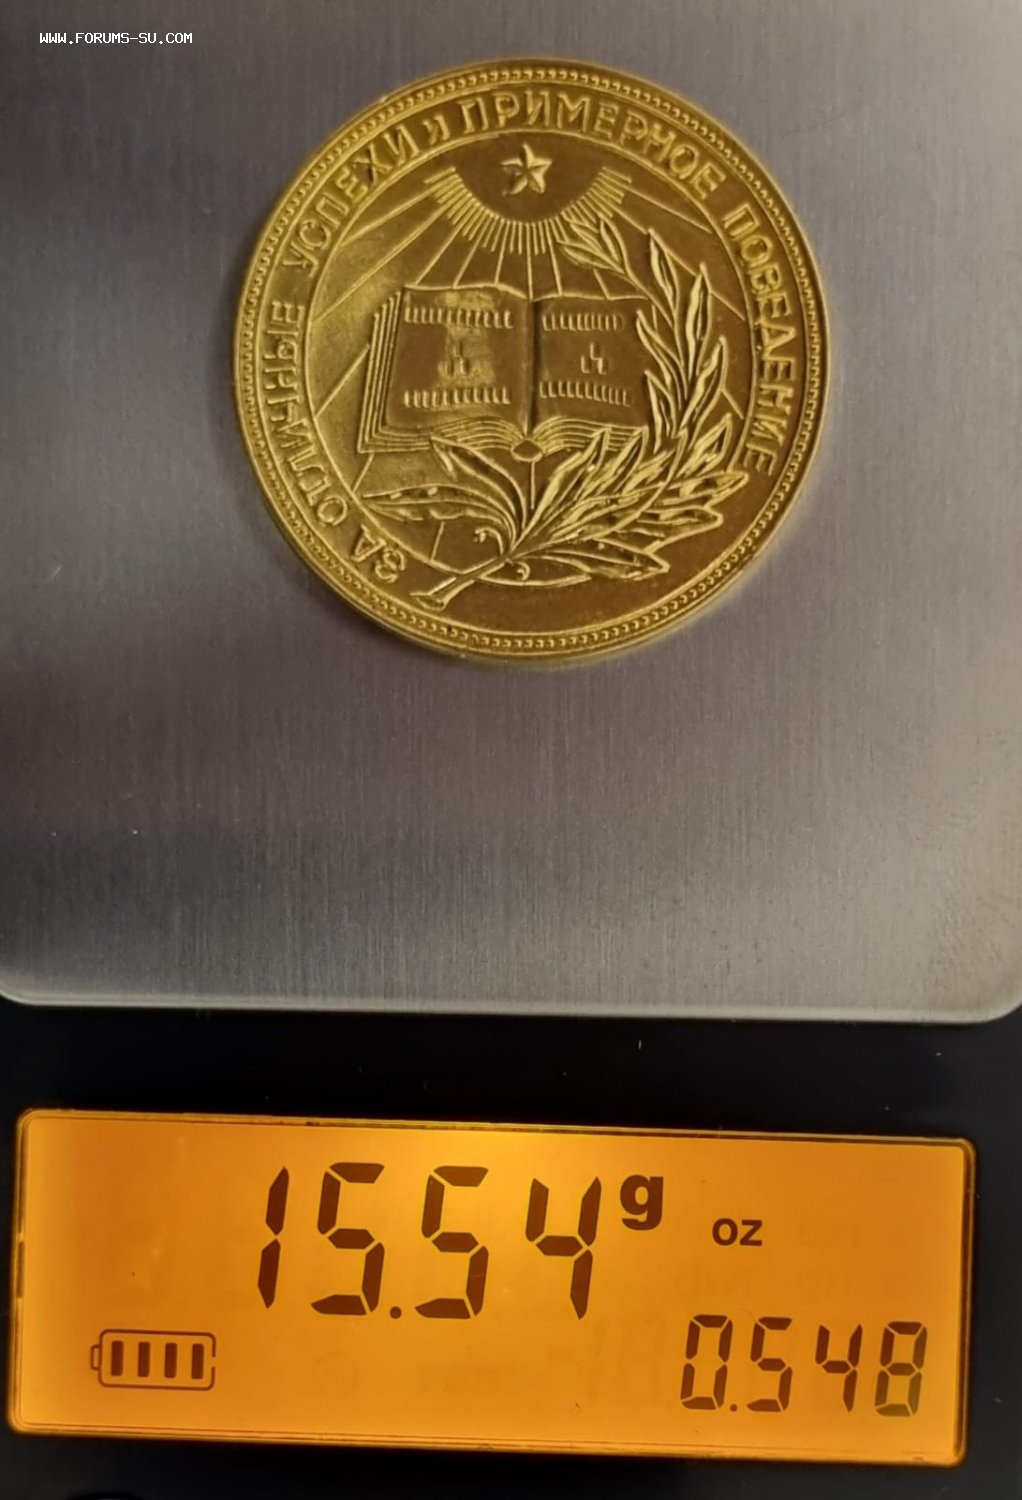 WWW.FORUMS-SU.COM
ЗА ОТЛИЧНЫЕ УСПЕХИ и ПРИМЕРНОЕ ПОВЕДЕНИЕ
15.54 g
oz
0.548